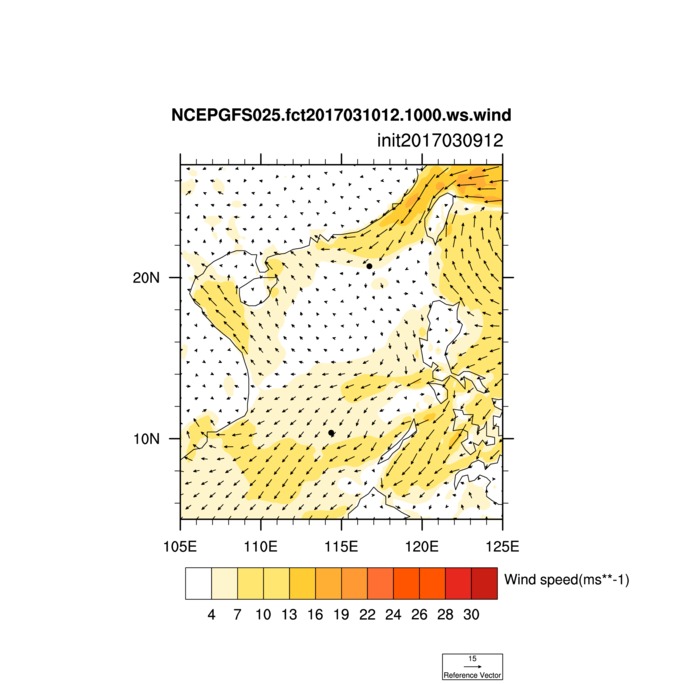 NCEPGFS025.fct2017031012.1000.ws.wind
init2017030912
20N
10N
105E 110E 115E 120E 125E
Wind speed(ms**-1)
4 7 10 13 16 19 22 24 26 28 30
15
Reference Vector